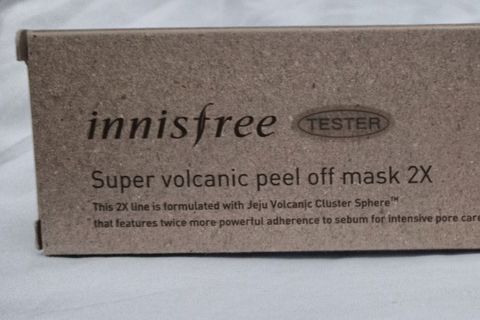 innisfree TESTER
Super volcanic peel off mask 2X
This 2X line is formulated with Jeju Volcanic Cluster Sphere™
that features twice more powerful adherence to sebum for intensive pore care